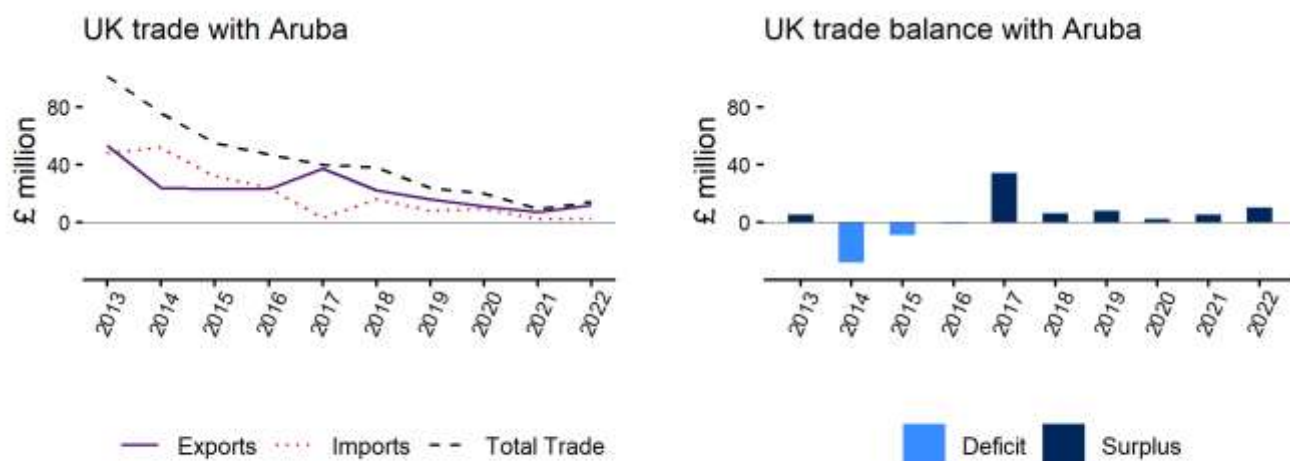 UK trade with Aruba
£ million
80
40
0
2013 2014 2015 2016 2017 2018 2019 2020 2021 2022
Exports Imports Total Trade
UK trade balance with Aruba
£ million
80
40
0
2013 2014 2015 2016 2017 2018 2019 2020 2021 2022
Deficit Surplus